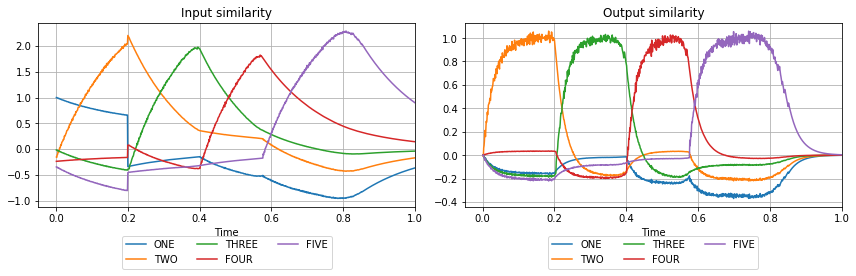 Input similarity
2.0
1.5
1.0
0.5
0.0
−0.5
−1.0
0.0 0.2 0.4 0.6 0.8 1.0
Time
ONE THREE FIVE
TWO FOUR
Output similarity
1.0
0.8
0.6
0.4
0.2
0.0
−0.2
−0.4
0.0 0.2 0.4 0.6 0.8 1.0
Time
ONE THREE FIVE
TWO FOUR